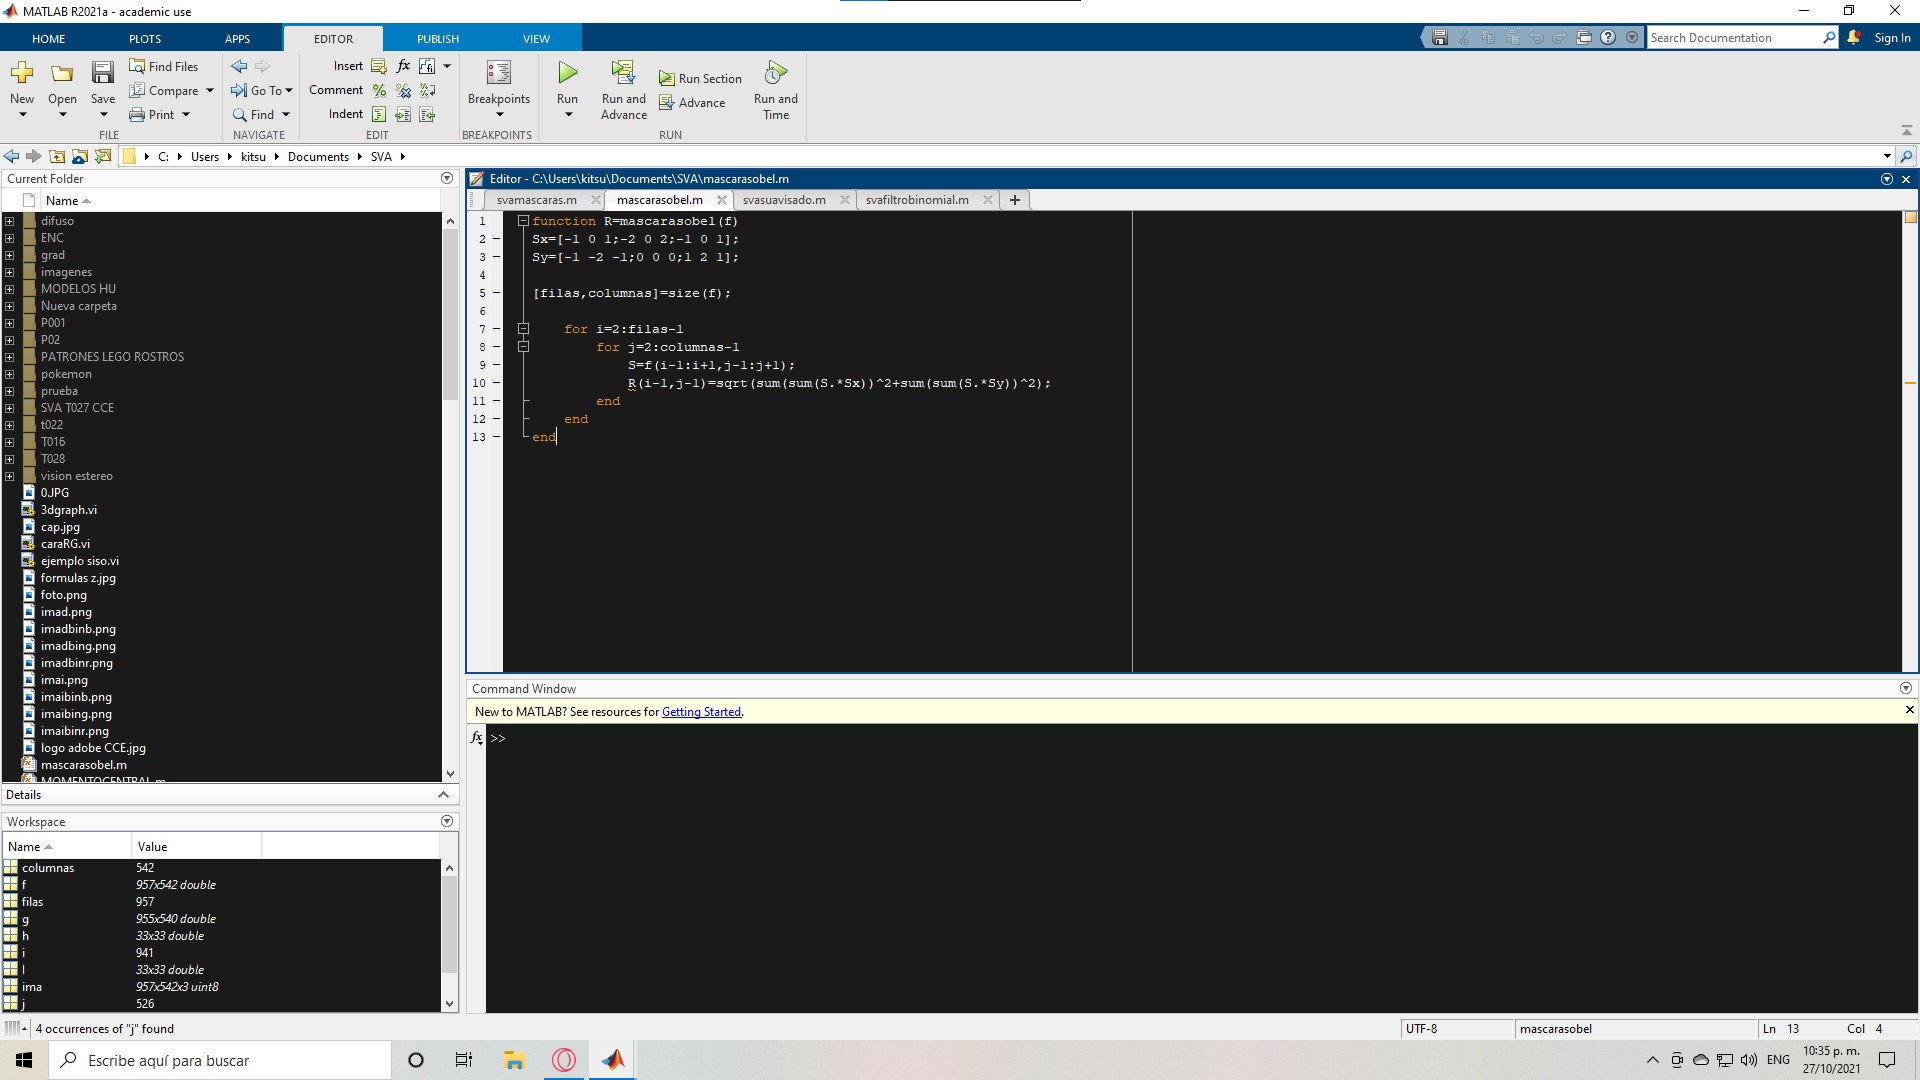 MATLAB R2021a - academic use
HOME PLOTS APPS EDITOR PUBLISH VIEW
Search Documentation
Sign In
New
Open
Save
Find Files
Compare
Print
FILE
Go To
Find
NAVIGATE
Insert
Comment
Indent
EDIT
Breakpoints
BREAKPOINTS
Run
Run and Advance
Run Section
Advance
Run and Time
RUN
C: Users kitsu Documents SVA
Current Folder
Name
difuso
ENC
grad
imagenes
MODELOS HU
Nueva carpeta
P001
P02
PATRONES LEGO ROSTROS
pokemon
prueba
SVA T027 CCE
t022
T016
T028
vision estereo
0.JPG
3dgraph.vi
cap.jpg
caraRG.vi
ejemplo siso.vi
formulas z.jpg
foto.png
imad.png
imadbinb.png
imadbing.png
imadbinr.png
imai.png
imaibinb.png
imaibing.png
imaibinr.png
logo adobe CCE.jpg
mascarasobel.m
MOMENTOCENTRAL.m
Details
Workspace
Name Value
columnas 542
f 957x542 double
filas 957
g 955x540 double
h 33x33 double
i 941
l 33x33 double
ima 957x542x3 uint8
j 526
Editor - C:\Users\kitsu\Documents\SVA\mascarasobel.m
svamascaras.m mascarasobel.m svasuavisado.m svafiltrobinomial.m
1 function R=mascarasobel(f)
2 Sx=[-1 0 1;-2 0 2;-1 0 1];
3 Sy=[-1 -2 -1;0 0 0;1 2 1];
4
5 [filas,columnas]=size(f);
6
7 for i=2:filas-1
8 for j=2:columnas-1
9 S=f(i-1:i+1,j-1:j+1);
10 R(i-1,j-1)=sqrt(sum(sum(S.*Sx))^2+sum(sum(S.*Sy))^2);
11 end
12 end
13 end
Command Window
New to MATLAB? See resources for Getting Started.
fx >>
4 occurrences of "j" found
UTF-8
mascarasobel
Ln 13 Col 4
Escribe aquí para buscar
ENG
10:35 p. m.
27/10/2021